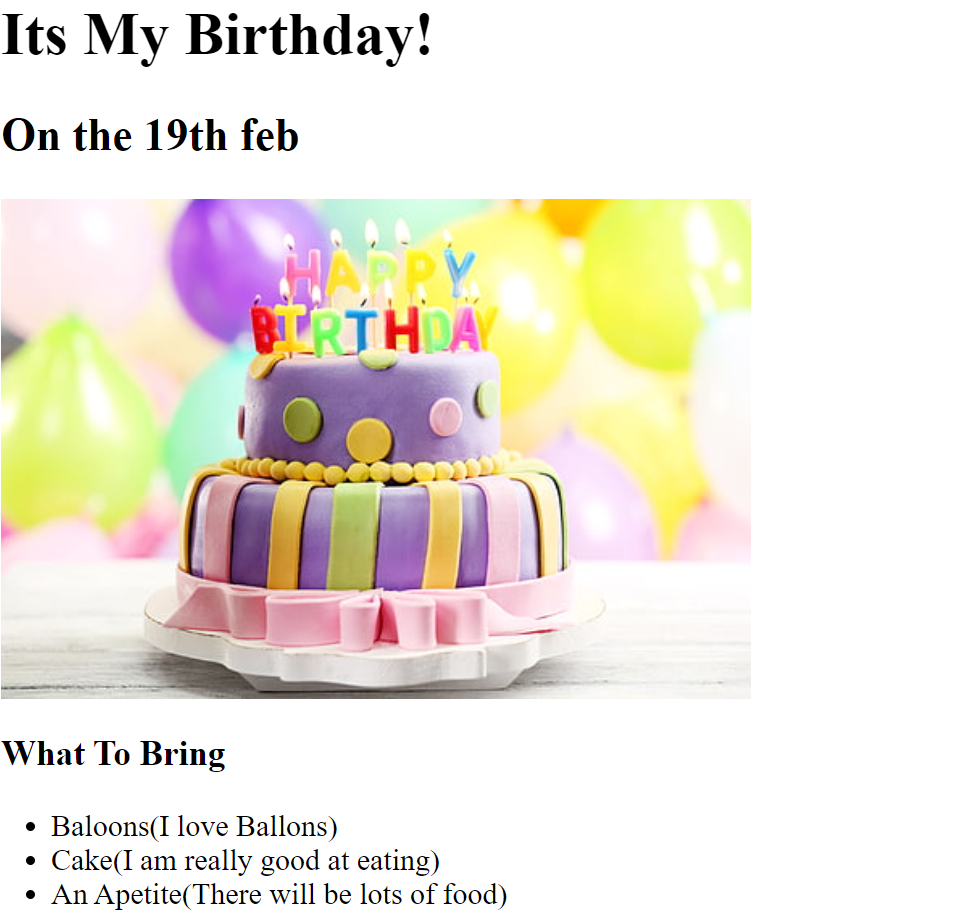 Its My Birthday!
On the 19th feb
HAPPY
BIRTHDAY
What To Bring
Baloons(I love Ballons)
Cake(I am really good at eating)
An Apetite(There will be lots of food)